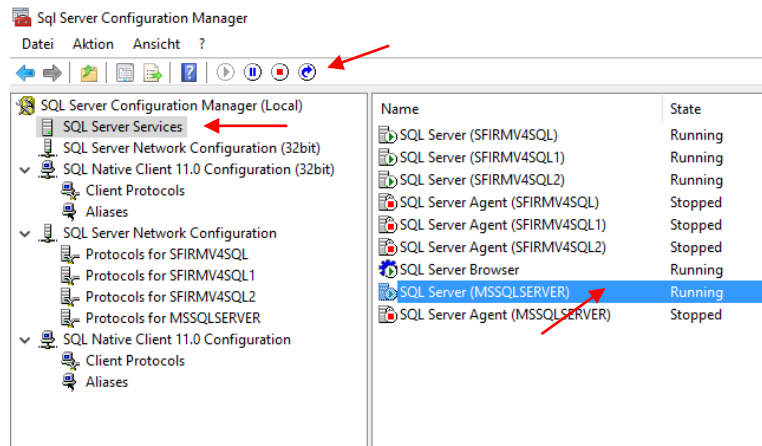 Sql Server Configuration Manager
Datei Aktion Ansicht ?
SQL Server Configuration Manager (Local)
SQL Server Services
SQL Server Network Configuration (32bit)
SQL Native Client 11.0 Configuration (32bit)
Client Protocols
Aliases
SQL Server Network Configuration
Protocols for SFIRMV4SQL
Protocols for SFIRMV4SQL1
Protocols for SFIRMV4SQL2
Protocols for MSSQLSERVER
SQL Native Client 11.0 Configuration
Client Protocols
Aliases
Name State
SQL Server (SFIRMV4SQL) Running
SQL Server (SFIRMV4SQL1) Running
SQL Server (SFIRMV4SQL2) Running
SQL Server Agent (SFIRMV4SQL) Stopped
SQL Server Agent (SFIRMV4SQL1) Stopped
SQL Server Agent (SFIRMV4SQL2) Stopped
SQL Server Browser Running
SQL Server (MSSQLSERVER) Running
SQL Server Agent (MSSQLSERVER) Stopped